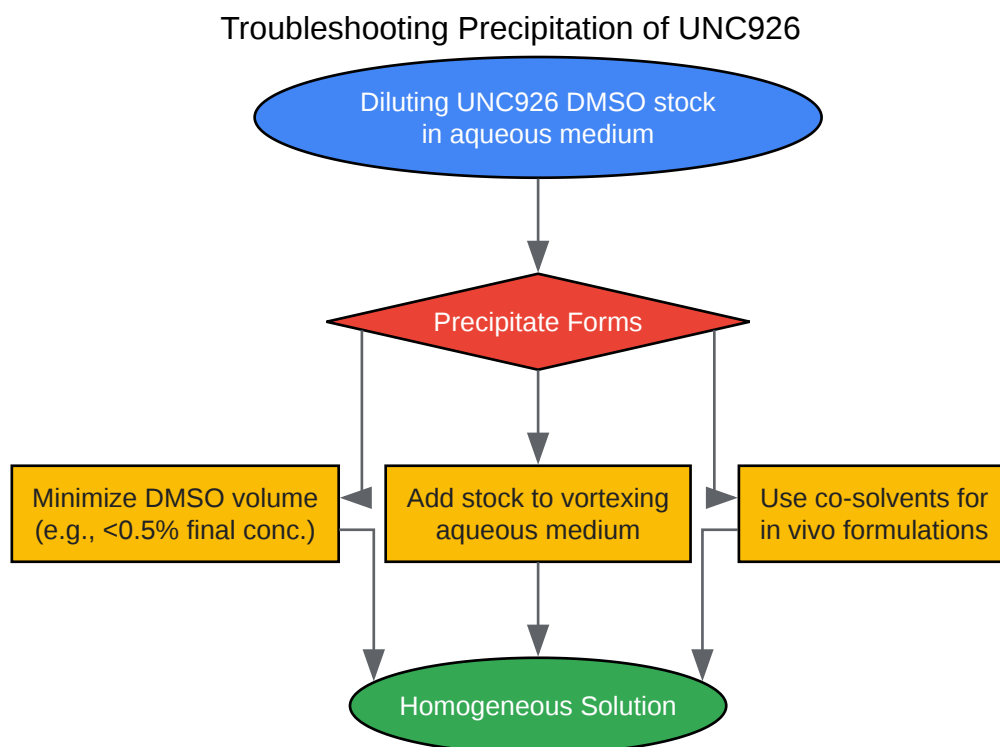 Troubleshooting Precipitation of UNC926
Diluting UNC926 DMSO stock
in aqueous medium
Precipitate Forms
Minimize DMSO volume
(e.g., <0.5% final conc.)
Add stock to vortexing
aqueous medium
Use co-solvents for
in vivo formulations
Homogeneous Solution